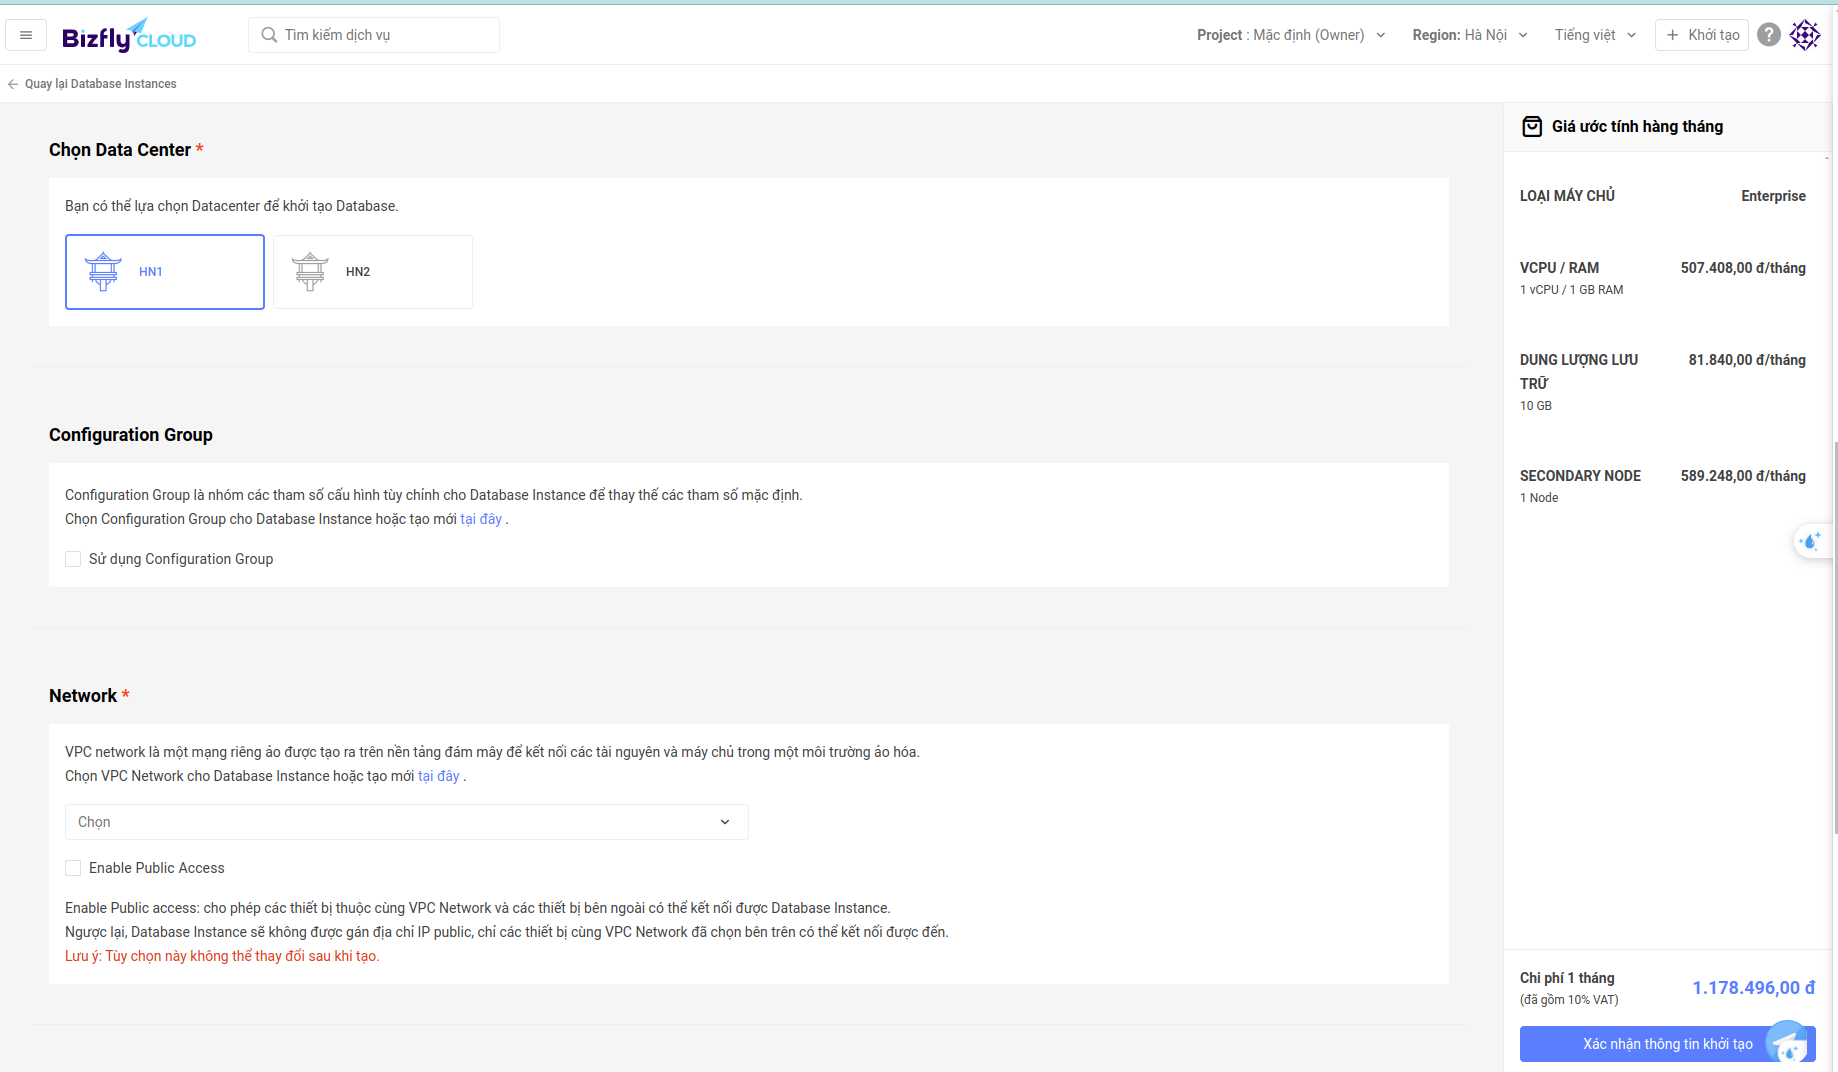 Bizfly CLOUD
Tìm kiếm dịch vụ
Project : Mặc định (Owner)
Region: Hà Nội
Tiếng việt
+ Khởi tạo
?
Quay lại Database Instances
Chọn Data Center *
Bạn có thể lựa chọn Datacenter để khởi tạo Database.
HN1
HN2
Configuration Group
Configuration Group là nhóm các tham số cấu hình tùy chỉnh cho Database Instance để thay thế các tham số mặc định.
Chọn Configuration Group cho Database Instance hoặc tạo mới tại đây .
Sử dụng Configuration Group
Network *
VPC network là một mạng riêng ảo được tạo ra trên nền tảng đám mây để kết nối các tài nguyên và máy chủ trong một môi trường ảo hóa.
Chọn VPC Network cho Database Instance hoặc tạo mới tại đây .
Chọn
Enable Public Access
Enable Public access: cho phép các thiết bị thuộc cùng VPC Network và các thiết bị bên ngoài có thể kết nối được Database Instance.
Ngược lại, Database Instance sẽ không được gán địa chỉ IP public, chỉ các thiết bị cùng VPC Network đã chọn bên trên có thể kết nối được đến.
Lưu ý: Tùy chọn này không thể thay đổi sau khi tạo.
Giá ước tính hàng tháng
LOẠI MÁY CHỦ
Enterprise
VCPU / RAM
507.408,00 đ/tháng
1 vCPU / 1 GB RAM
DUNG LƯỢNG LƯU TRỮ
81.840,00 đ/tháng
10 GB
SECONDARY NODE
589.248,00 đ/tháng
1 Node
Chi phí 1 tháng
1.178.496,00 đ
(đã gồm 10% VAT)
Xác nhận thông tin khởi tạo